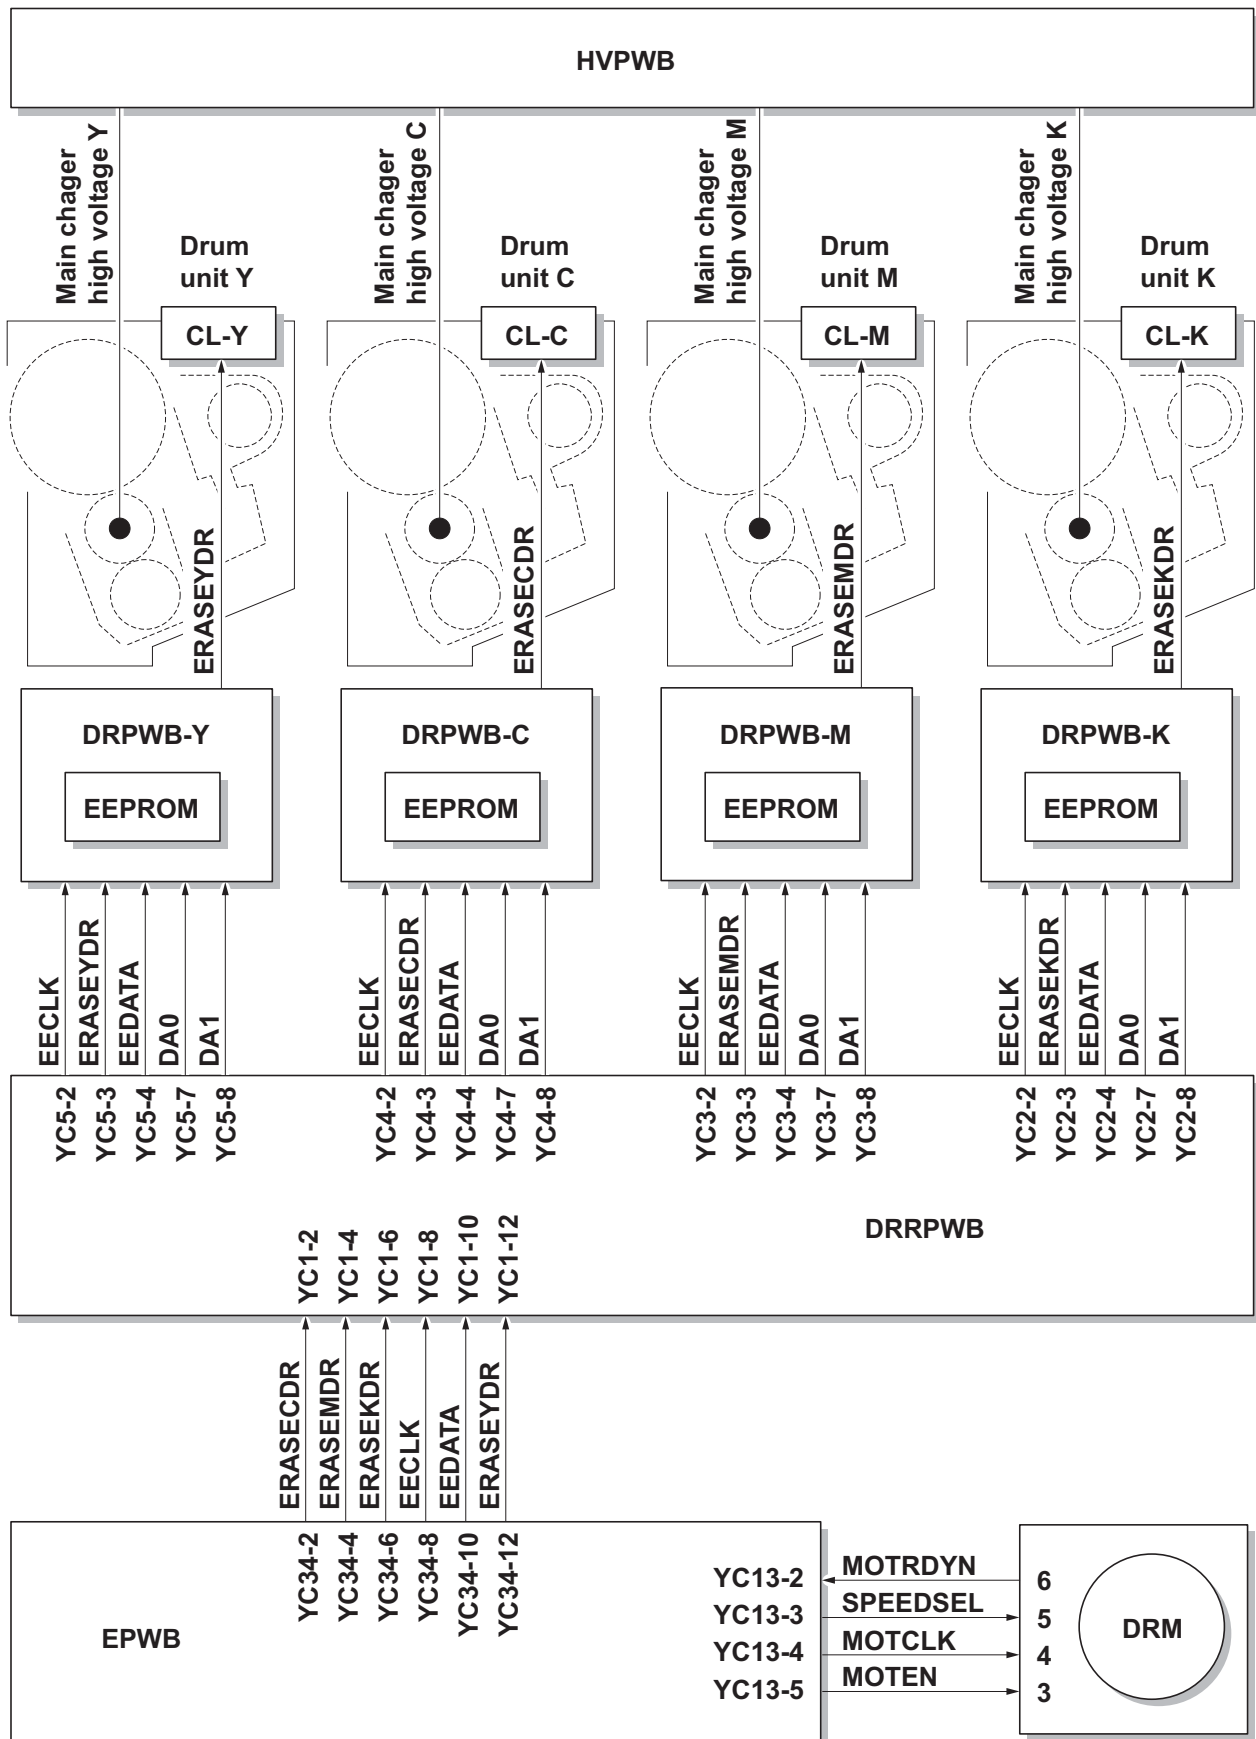 HVPWB
Main chager
high voltage Y
Main chager
high voltage C
Main chager
high voltage M
Main chager
high voltage K
Drum
unit Y
Drum
unit C
Drum
unit M
Drum
unit K
CL-Y
CL-C
CL-M
CL-K
ERASEYDR
ERASECDR
ERASEMDR
ERASEKDR
DRPWB-Y
EEPROM
DRPWB-C
EEPROM
DRPWB-M
EEPROM
DRPWB-K
EEPROM
EECLK
ERASEYDR
EEDATA
DA0
DA1
EECLK
ERASECDR
EEDATA
DA0
DA1
EECLK
ERASEMDR
EEDATA
DA0
DA1
EECLK
ERASEKDR
EEDATA
DA0
DA1
YC5-2
YC5-3
YC5-4
YC5-7
YC5-8
YC4-2
YC4-3
YC4-4
YC4-7
YC4-8
YC3-2
YC3-3
YC3-4
YC3-7
YC3-8
YC2-2
YC2-3
YC2-4
YC2-7
YC2-8
DRRPWB
YC1-2
YC1-4
YC1-6
YC1-8
YC1-10
YC1-12
ERASECDR
ERASEMDR
ERASEKDR
EECLK
EEDATA
ERASEYDR
YC34-2
YC34-4
YC34-6
YC34-8
YC34-10
YC34-12
EPWB
YC13-2
MOTRDYN
6
YC13-3
SPEEDSEL
5
YC13-4
MOTCLK
4
YC13-5
MOTEN
3
DRM